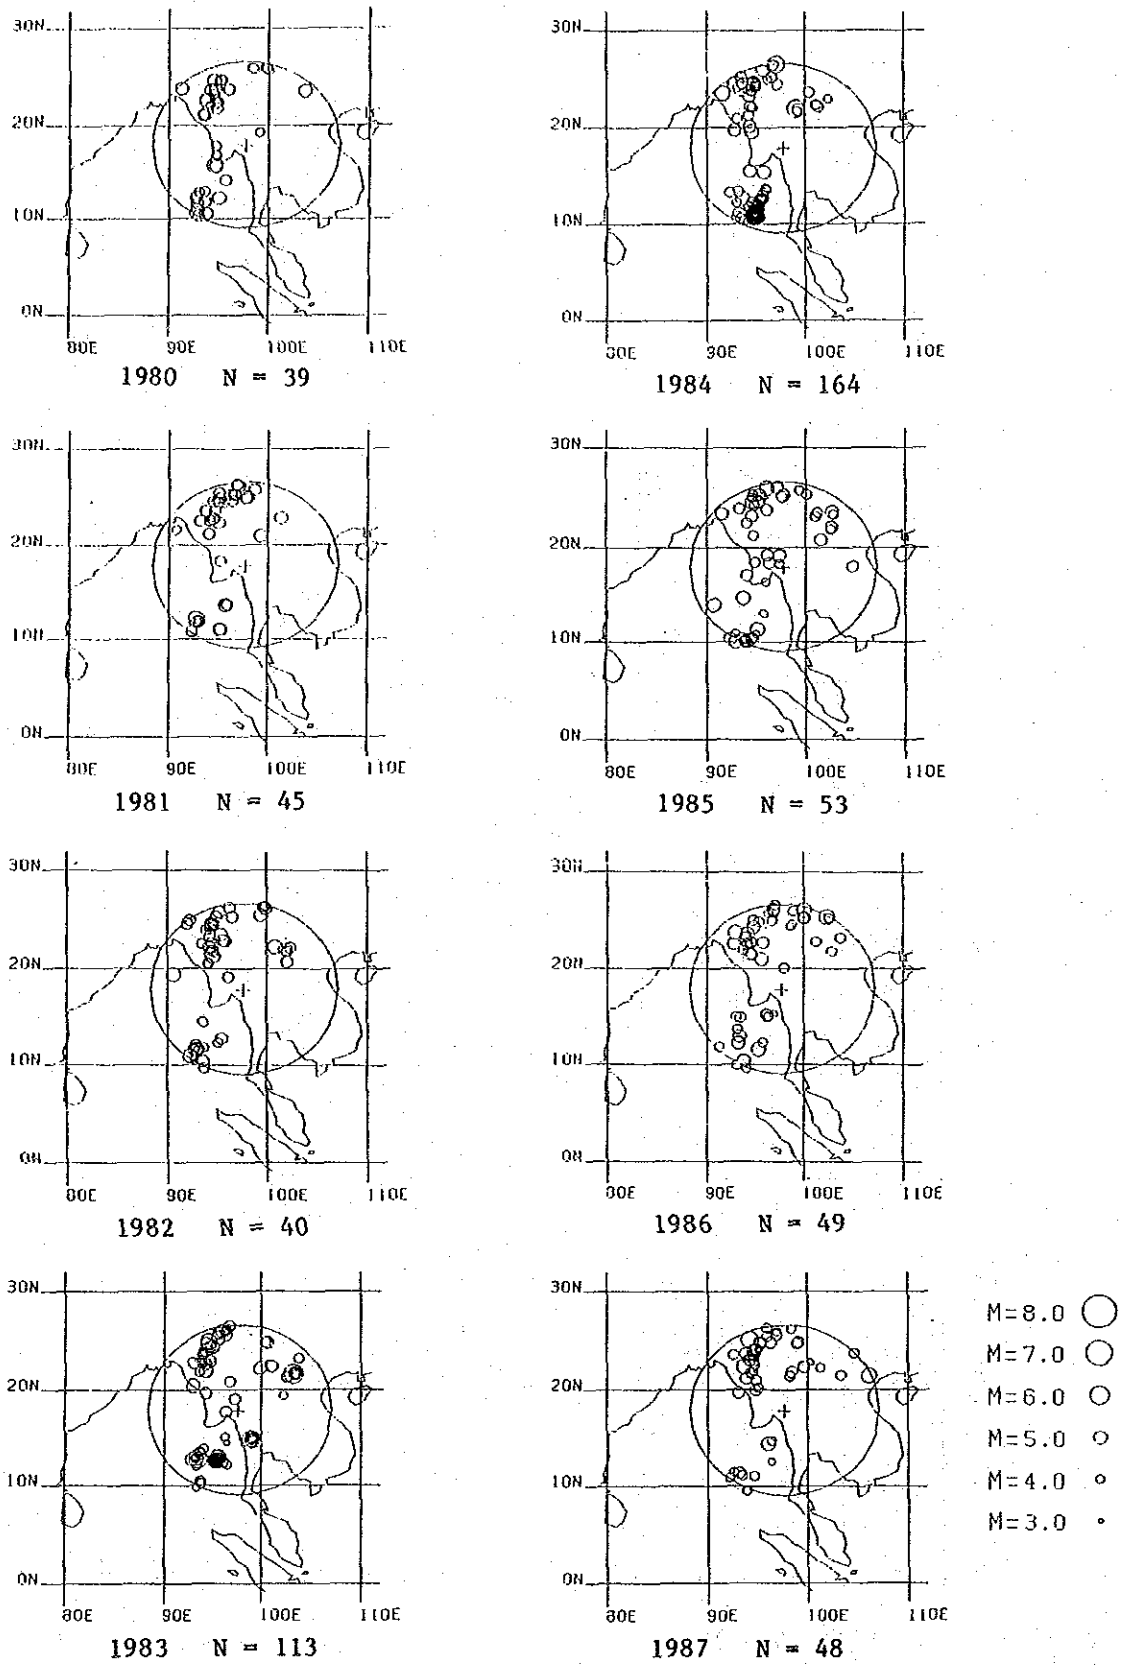 30N
20N
10N
0N
80E 90E 100E 110E
1980 N = 39
30N
20N
10N
0N
80E 90E 100E 110E
1981 N = 45
30N
20N
10N
0N
80E 90E 100E 110E
1982 N = 40
30N
20N
10N
0N
80E 90E 100E 110E
1983 N = 113
30N
20N
10N
0N
80E 90E 100E 110E
1984 N = 164
30N
20N
10N
0N
80E 90E 100E 110E
1985 N = 53
30N
20N
10N
0N
80E 90E 100E 110E
1986 N = 49
30N
20N
10N
0N
80E 90E 100E 110E
1987 N = 48
M=8.0
M=7.0
M=6.0
M=5.0
M=4.0
M=3.0